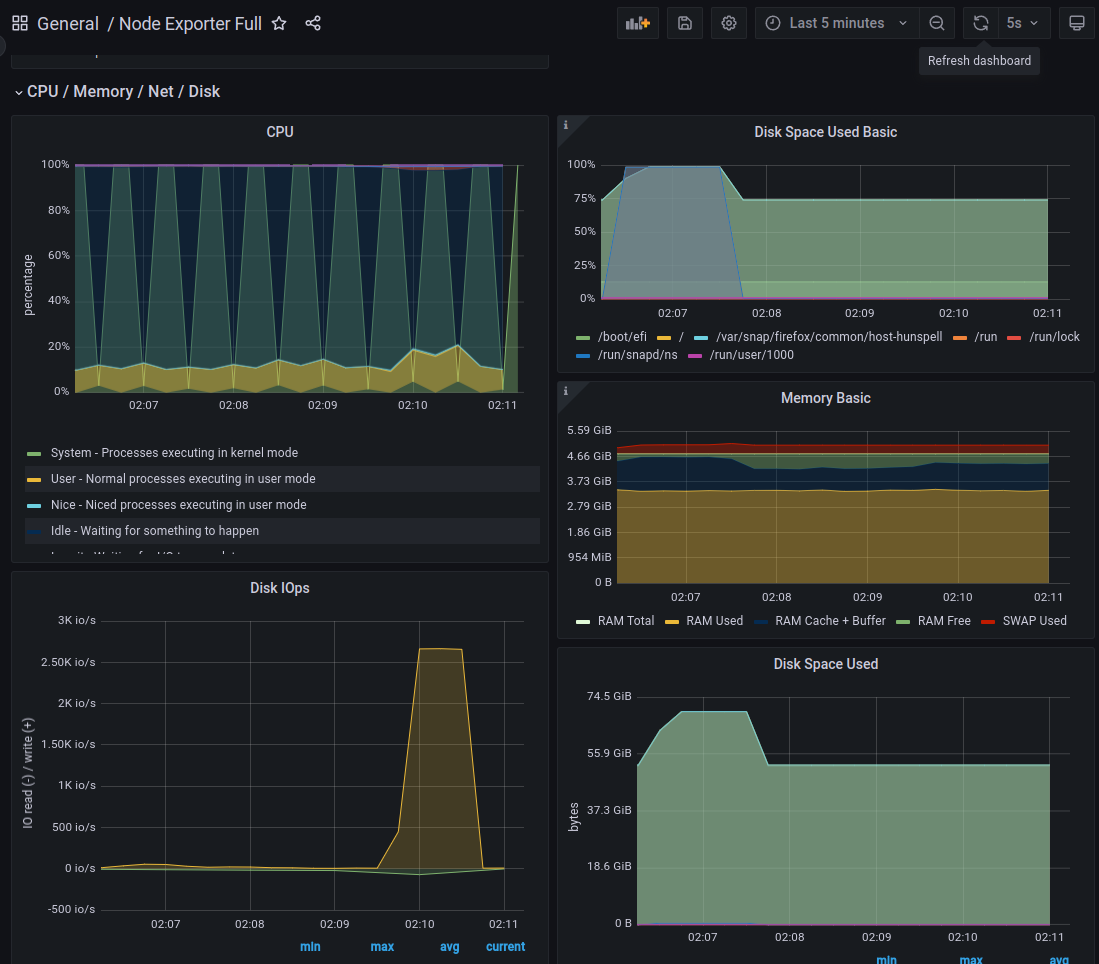 General / Node Exporter Full
Last 5 minutes
5s
Refresh dashboard
CPU / Memory / Net / Disk
CPU
percentage
100%
80%
60%
40%
20%
0%
02:07 02:08 02:09 02:10 02:11
System - Processes executing in kernel mode
User - Normal processes executing in user mode
Nice - Niced processes executing in user mode
Idle - Waiting for something to happen
Disk Space Used Basic
100%
75%
50%
25%
0%
02:07 02:08 02:09 02:10 02:11
/boot/efi / /var/snap/firefox/common/host-hunspell /run /run/lock
/run/snapd/ns /run/user/1000
Memory Basic
5.59 GiB
4.66 GiB
3.73 GiB
2.79 GiB
1.86 GiB
954 MiB
0 B
02:07 02:08 02:09 02:10 02:11
RAM Total RAM Used RAM Cache + Buffer RAM Free SWAP Used
Disk IOps
IO read (-) / write (+)
3K io/s
2.50K io/s
2K io/s
1.50K io/s
1K io/s
500 io/s
0 io/s
-500 io/s
02:07 02:08 02:09 02:10 02:11
min max avg current
Disk Space Used
bytes
74.5 GiB
55.9 GiB
37.3 GiB
18.6 GiB
0 B
02:07 02:08 02:09 02:10 02:11
min max avg